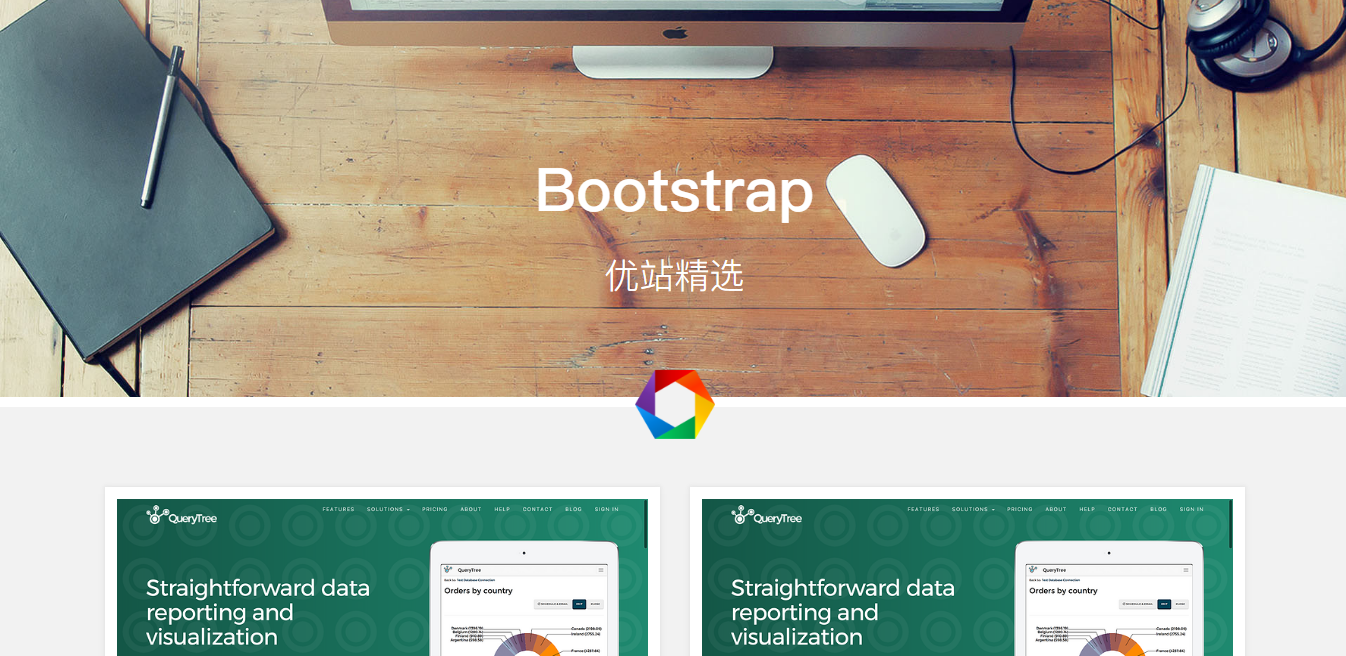 Bootstrap
优站精选
QueryTree
FEATURES SOLUTIONS PRICING ABOUT HELP CONTACT BLOG SIGN IN
Straightforward data
reporting and
visualization
QueryTree
Orders by country
QueryTree
FEATURES SOLUTIONS PRICING ABOUT HELP CONTACT BLOG SIGN IN
Straightforward data
reporting and
visualization
QueryTree
Orders by country